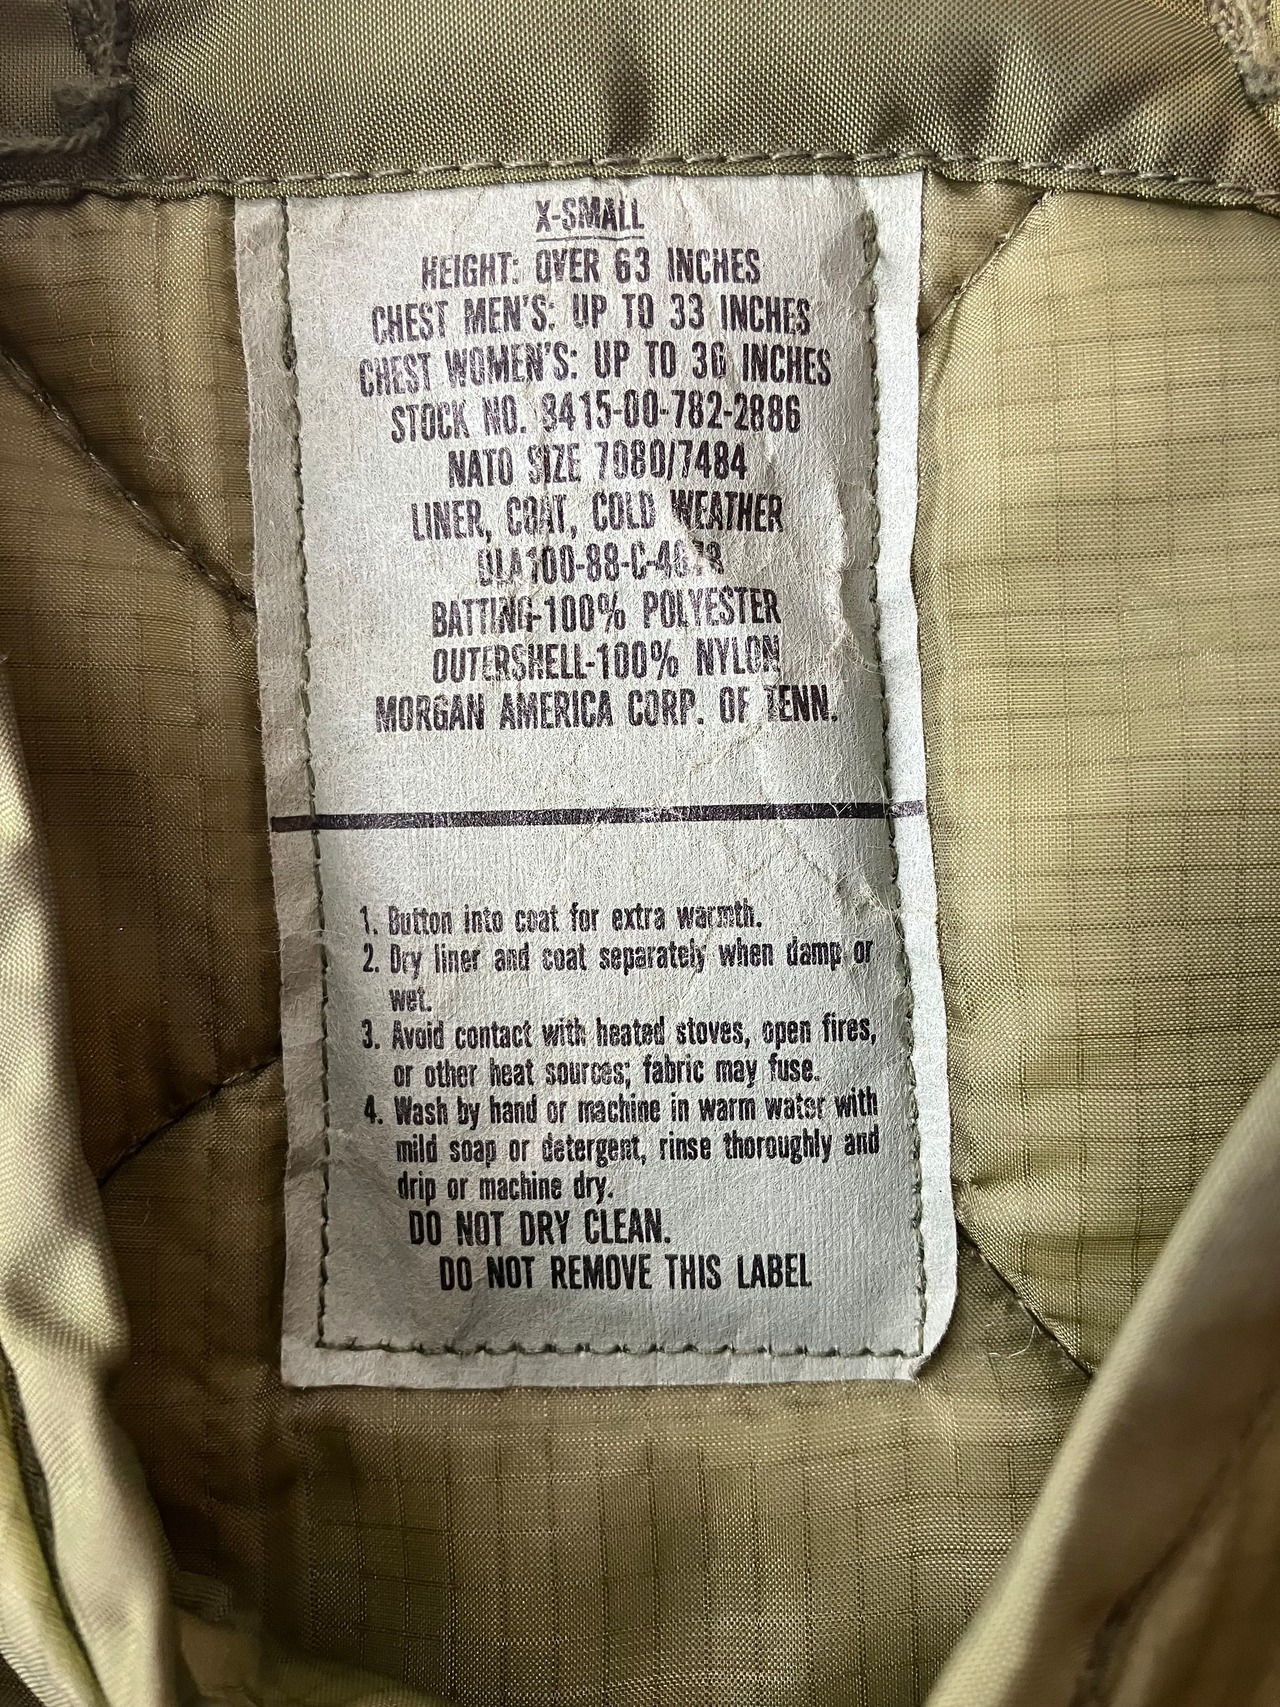 X-SMALL
HEIGHT: OVER 63 INCHES
CHEST MEN'S: UP TO 33 INCHES
CHEST WOMEN'S: UP TO 36 INCHES
STOCK NO. 8415-00-782-2886
NATO SIZE 7080/7484
LINER, COAT, COLD WEATHER
BATTING-100% POLYESTER
OUTERSHELL-100% NYLON
MORGAN AMERICA CORP. OF TENN.
1. Button into coat for extra warmth.
2. Dry liner and coat separately when damp or
wet.
3. Avoid contact with heated stoves, open fires,
or other heat sources; fabric may fuse.
4. Wash by hand or machine in warm water with
mild soap or detergent, rinse thoroughly and
drip or machine dry.
DO NOT DRY CLEAN.
DO NOT REMOVE THIS LABEL